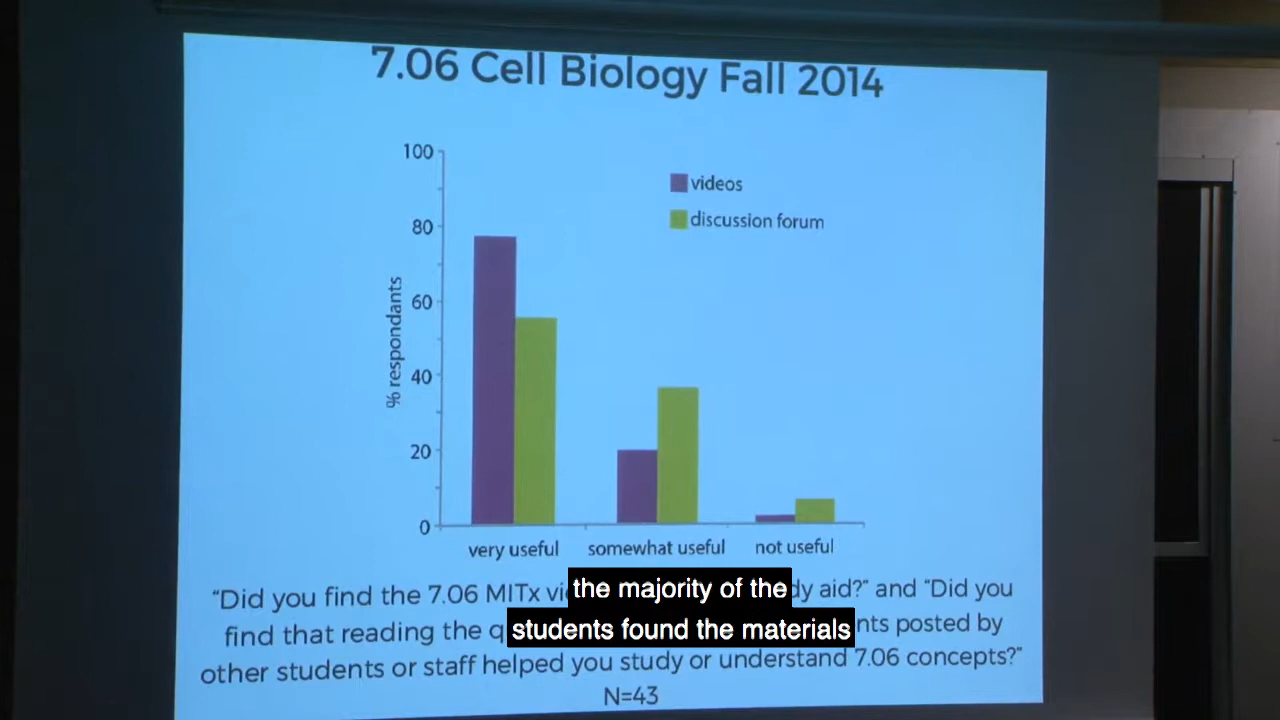 7.06 Cell Biology Fall 2014
100
80
60
40
20
0
% respondants
videos
discussion forum
very useful
somewhat useful
not useful
"Did you find the 7.06 MITx aid?" and "Did you
find that reading the posted by
other students or staff helped you study or understand 7.06 concepts?"
N=43
the majority of the
students found the materials